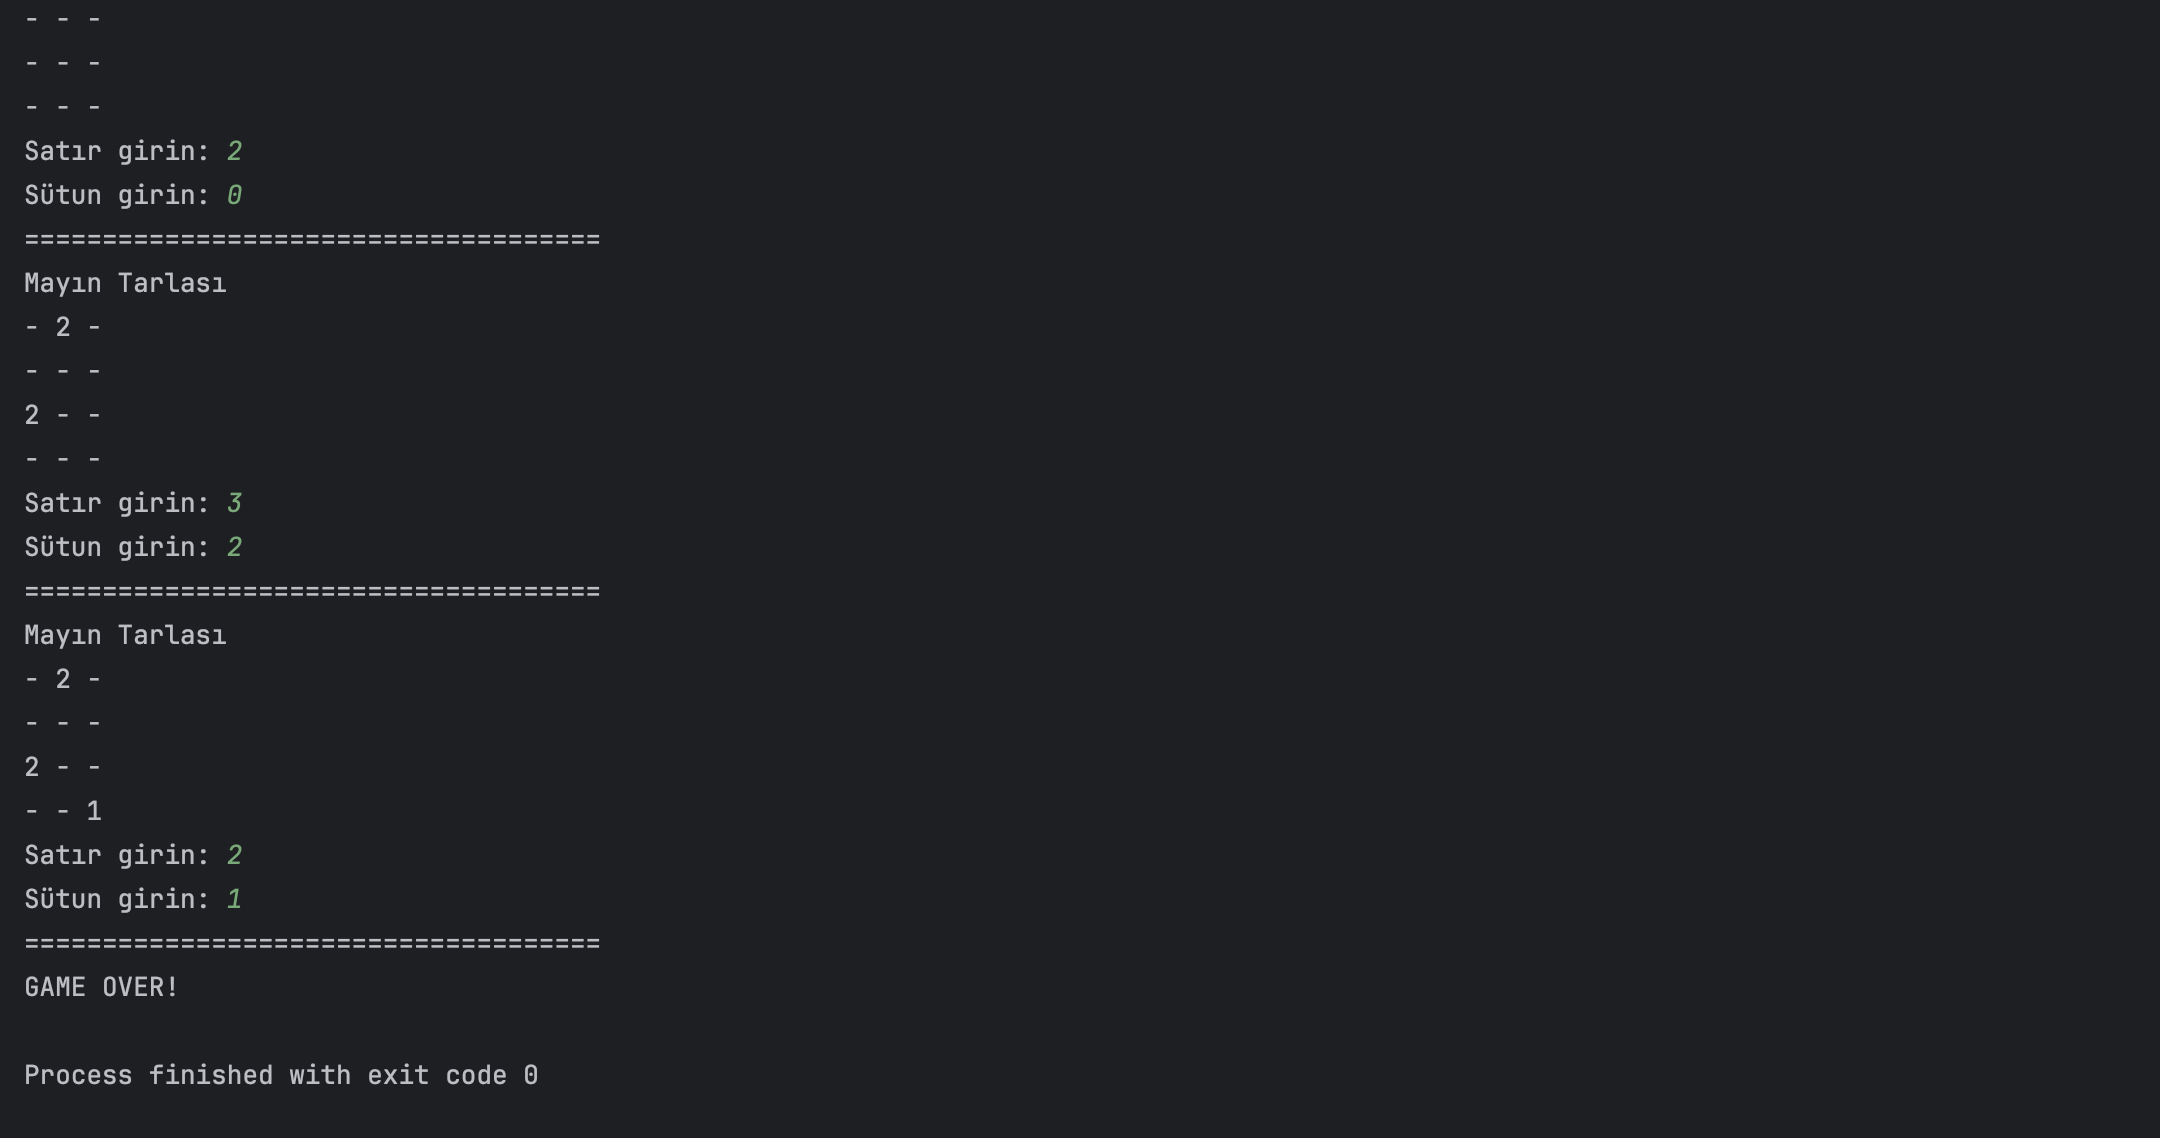 - - -
- - -
- - -
Satır girin: 2
Sütun girin: 0
=====================================
Mayın Tarlası
- 2 -
- - -
2 - -
- - -
Satır girin: 3
Sütun girin: 2
=====================================
Mayın Tarlası
- 2 -
- - -
2 - -
- - 1
Satır girin: 2
Sütun girin: 1
=====================================
GAME OVER!
Process finished with exit code 0